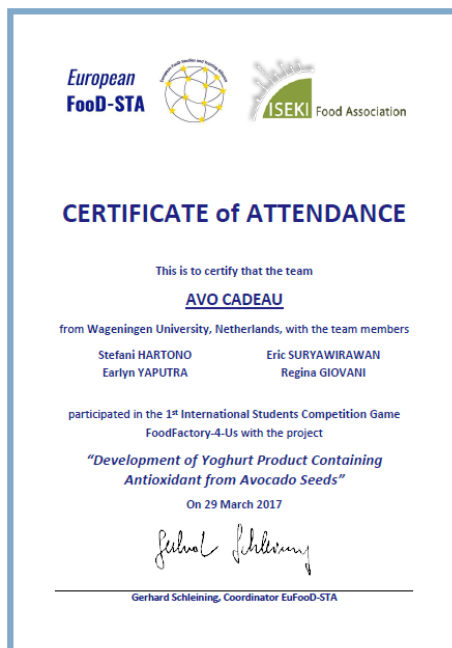 European
FooD-STA
ISEKI Food Association
CERTIFICATE of ATTENDANCE
This is to certify that the team
AVO CADEAU
from Wageningen University, Netherlands, with the team members
Stefani HARTONO Eric SURYAWIRAWAN
Earlyn YAPUTRA Regina GIOVANI
participated in the 1st International Students Competition Game
FoodFactory-4-Us with the project
“Development of Yoghurt Product Containing
Antioxidant from Avocado Seeds”
On 29 March 2017
Gerhard Schleining
Gerhard Schleining, Coordinator EuFooD-STA